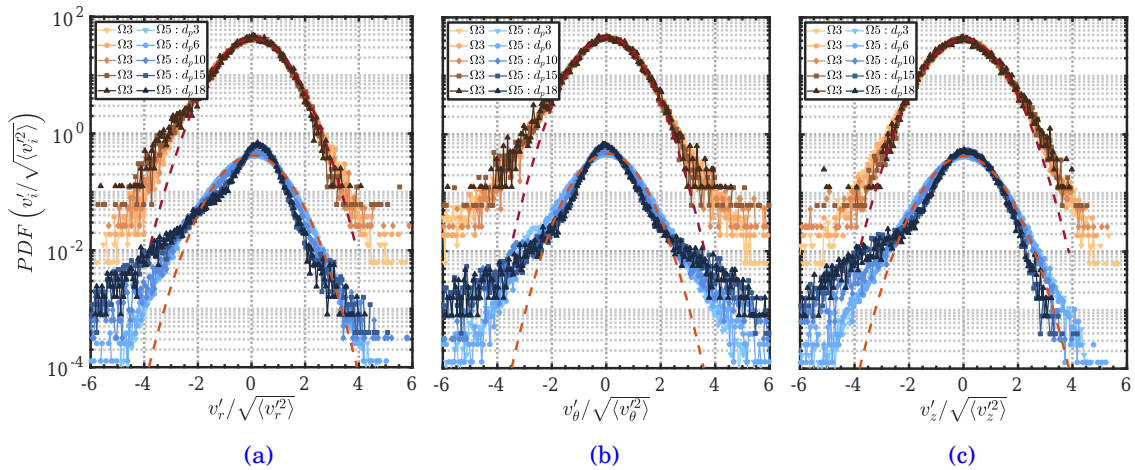 PDF (v′_i/√⟨v′²_i⟩)
10^2
10^0
10^-2
10^-4
Ω3 Ω5 : d_p3
Ω3 Ω5 : d_p6
Ω3 Ω5 : d_p10
Ω3 Ω5 : d_p15
Ω3 Ω5 : d_p18
-6 -4 -2 0 2 4 6
v′_r/√⟨v′²_r⟩
(a)
Ω3 Ω5 : d_p3
Ω3 Ω5 : d_p6
Ω3 Ω5 : d_p10
Ω3 Ω5 : d_p15
Ω3 Ω5 : d_p18
-6 -4 -2 0 2 4 6
v′_θ/√⟨v′²_θ⟩
(b)
Ω3 Ω5 : d_p3
Ω3 Ω5 : d_p6
Ω3 Ω5 : d_p10
Ω3 Ω5 : d_p15
Ω3 Ω5 : d_p18
-6 -4 -2 0 2 4 6
v′_z/√⟨v′²_z⟩
(c)